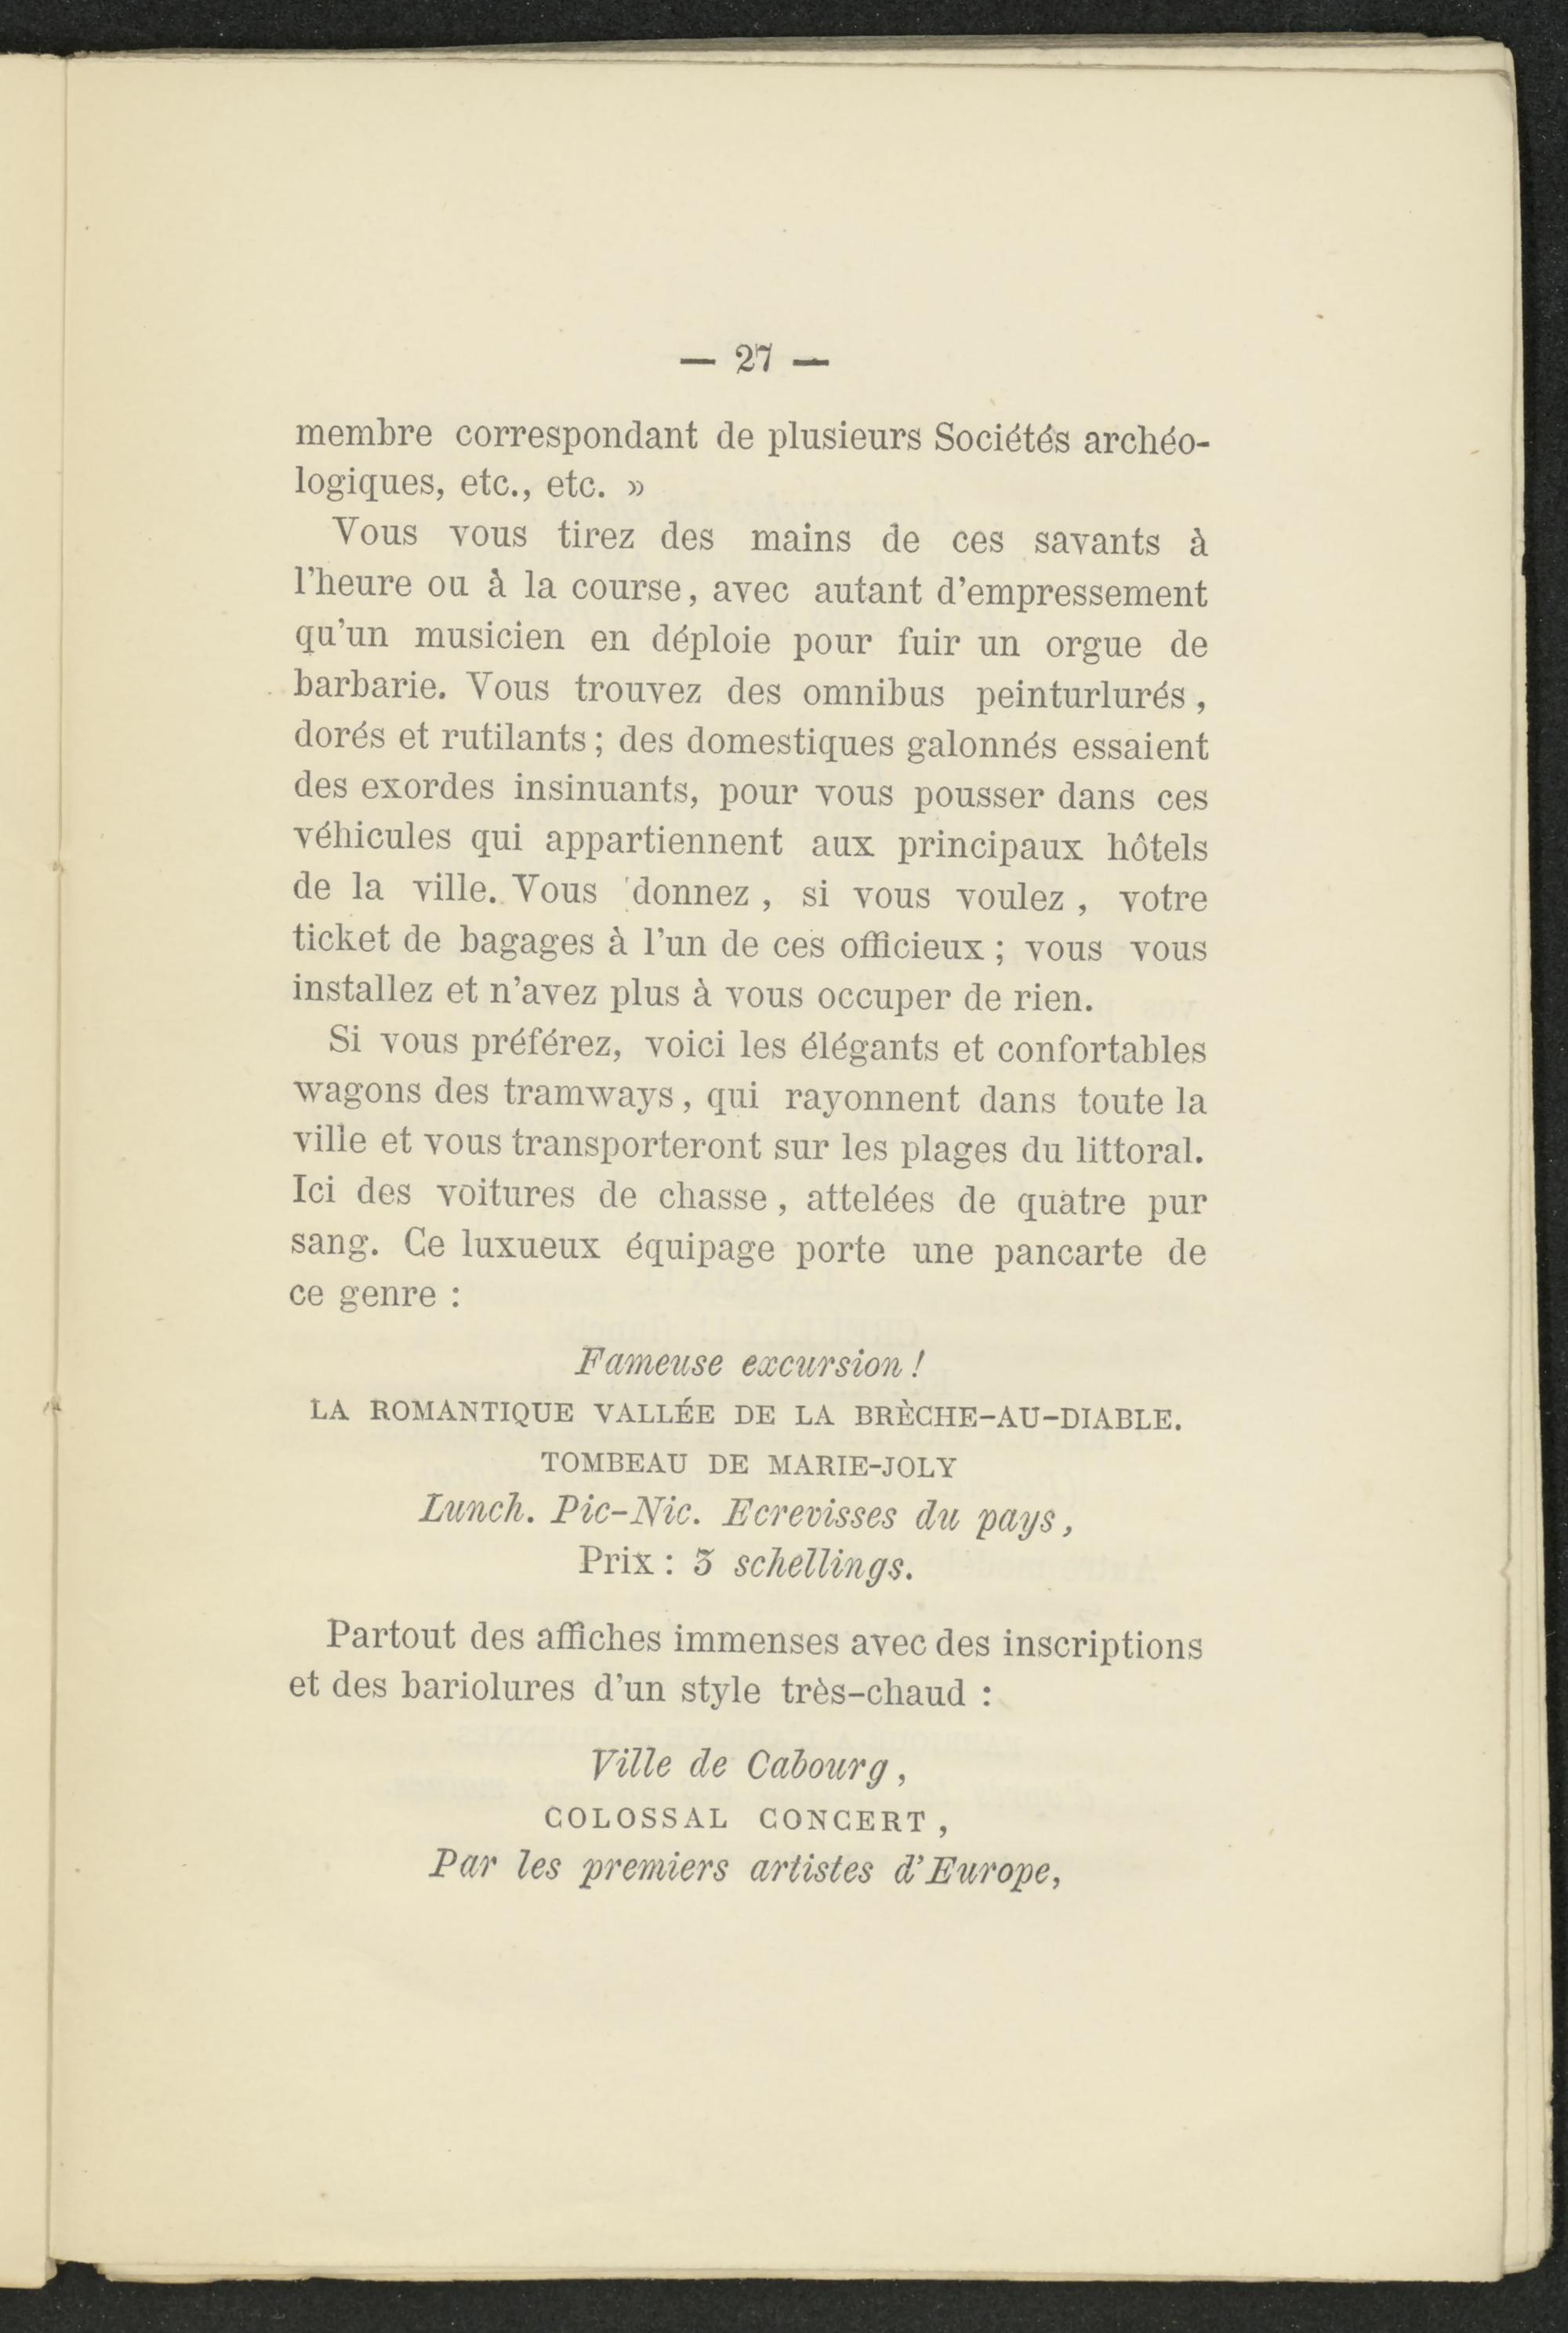 — 27 —
membre correspondant de plusieurs Sociétés archéo-
logiques, etc., etc. »
Vous vous tirez des mains de ces savants à
l'heure ou à la course, avec autant d'empressement
qu'un musicien en déploie pour fuir un orgue de
barbarie. Vous trouvez des omnibus peinturlurés,
dorés et rutilants ; des domestiques galonnés essaient
des exordes insinuants, pour vous pousser dans ces
véhicules qui appartiennent aux principaux hôtels
de la ville. Vous donnez, si vous voulez, votre
ticket de bagages à l'un de ces officieux ; vous vous
installez et n'avez plus à vous occuper de rien.
Si vous préférez, voici les élégants et confortables
wagons des tramways, qui rayonnent dans toute la
ville et vous transporteront sur les plages du littoral.
Ici des voitures de chasse, attelées de quatre pur
sang. Ce luxueux équipage porte une pancarte de
ce genre :
Fameuse excursion !
LA ROMANTIQUE VALLÉE DE LA BRÈCHE-AU-DIABLE.
TOMBEAU DE MARIE-JOLY
Lunch. Pic-Nic. Ecrevisses du pays,
Prix : 3 schellings.
Partout des affiches immenses avec des inscriptions
et des bariolures d'un style très-chaud :
Ville de Cabourg,
COLOSSAL CONCERT,
Par les premiers artistes d'Europe,